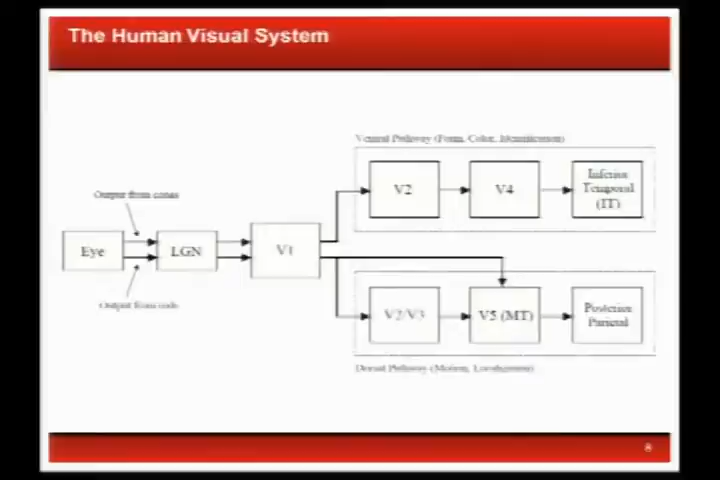 The Human Visual System
Ventral Pathway (Form, Color, Identification)
V2
V4
Inferior
Temporal
(IT)
Output from cones
Eye
LGN
V1
Output from rods
V2/V3
V5 (MT)
Posterior
Parietal
Dorsal Pathway (Motion, Localization)
8